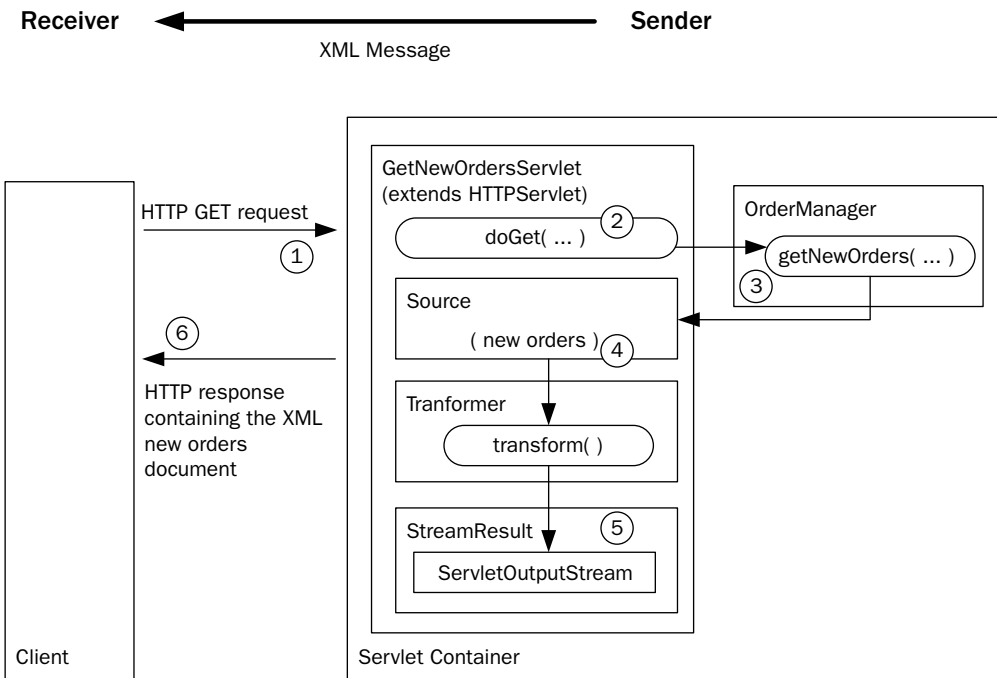 Receiver
Sender
XML Message
GetNewOrdersServlet
(extends HTTPServlet)
HTTP GET request
1
doGet( ... )
2
OrderManager
getNewOrders( ... )
3
Source
( new orders )
4
6
HTTP response
containing the XML
new orders
document
Tranformer
transform( )
StreamResult
5
ServletOutputStream
Client
Servlet Container